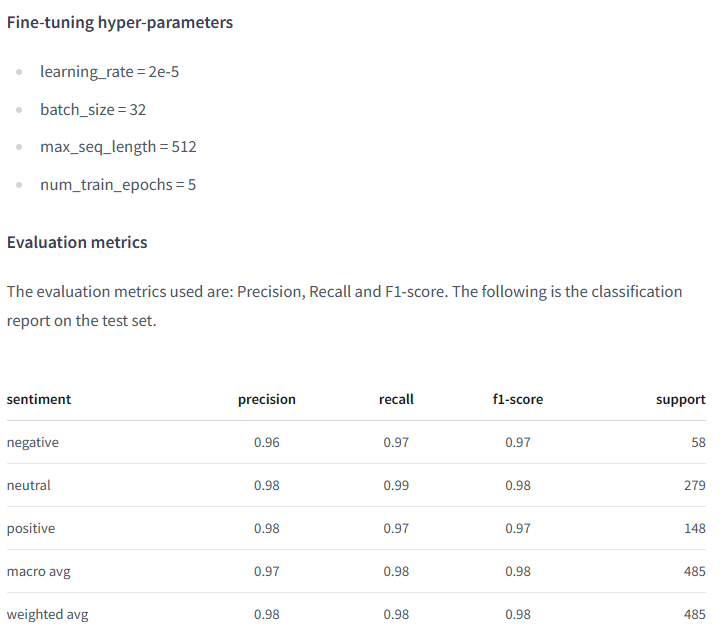 Fine-tuning hyper-parameters
learning_rate = 2e-5
batch_size = 32
max_seq_length = 512
num_train_epochs = 5
Evaluation metrics
The evaluation metrics used are: Precision, Recall and F1-score. The following is the classification
report on the test set.
sentiment precision recall f1-score support
negative 0.96 0.97 0.97 58
neutral 0.98 0.99 0.98 279
positive 0.98 0.97 0.97 148
macro avg 0.97 0.98 0.98 485
weighted avg 0.98 0.98 0.98 485